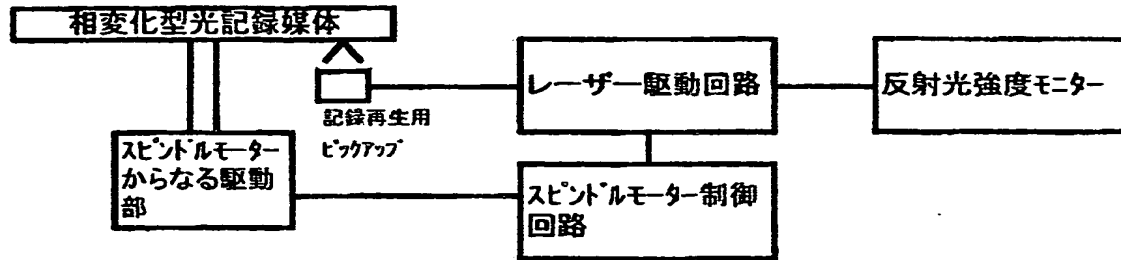 相変化型光記録媒体
レーザー駆動回路
反射光強度モニター
記録再生用
ピックアップ
スピンドルモーター
からなる駆動
部
スピンドルモーター制御
回路